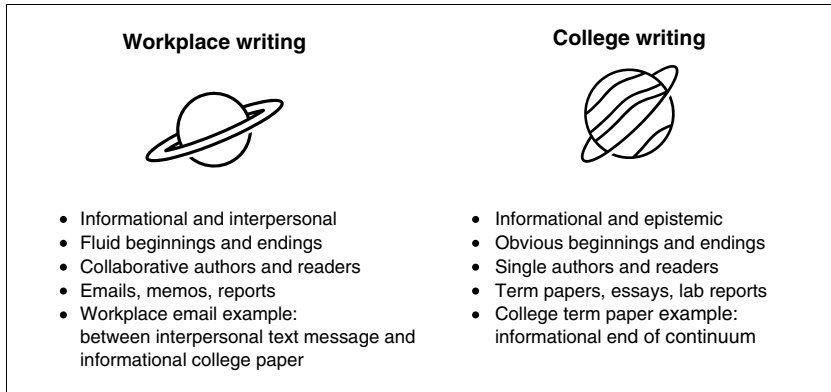 Workplace writing
• Informational and interpersonal
• Fluid beginnings and endings
• Collaborative authors and readers
• Emails, memos, reports
• Workplace email example:
between interpersonal text message and
informational college paper
College writing
• Informational and epistemic
• Obvious beginnings and endings
• Single authors and readers
• Term papers, essays, lab reports
• College term paper example:
informational end of continuum